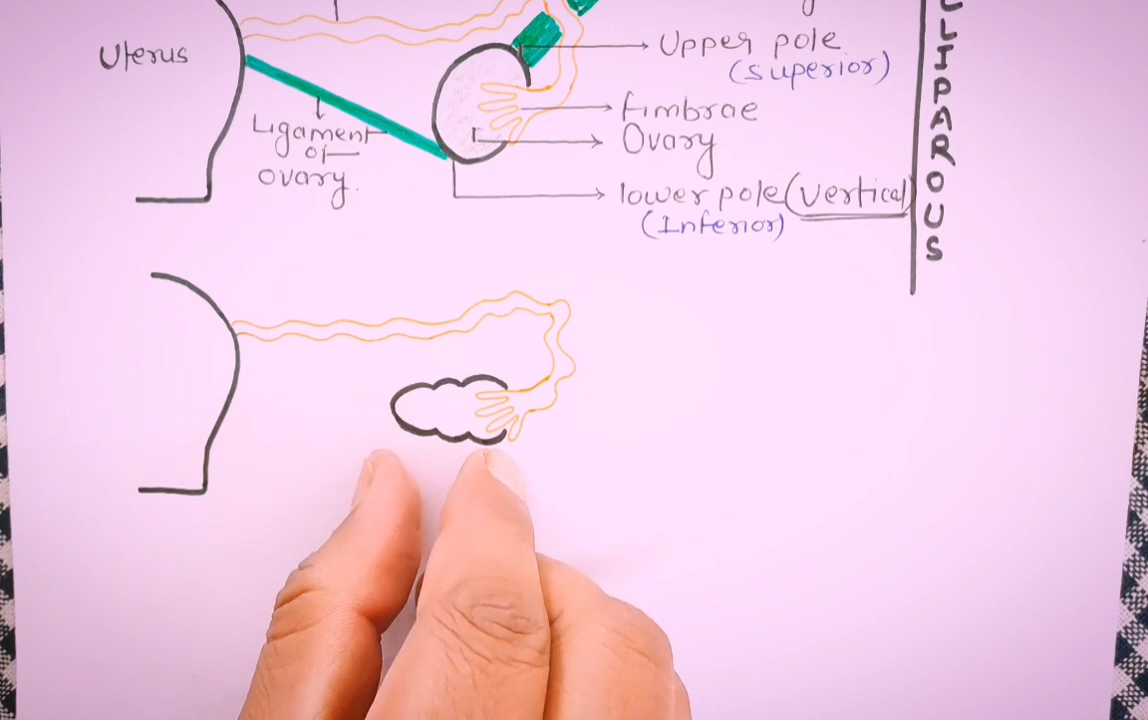 Uterus
Upper pole
(superior)
fimbrae
Ovary
Ligament
of
ovary.
lower pole (vertical)
(Inferior)
LIPAROUS